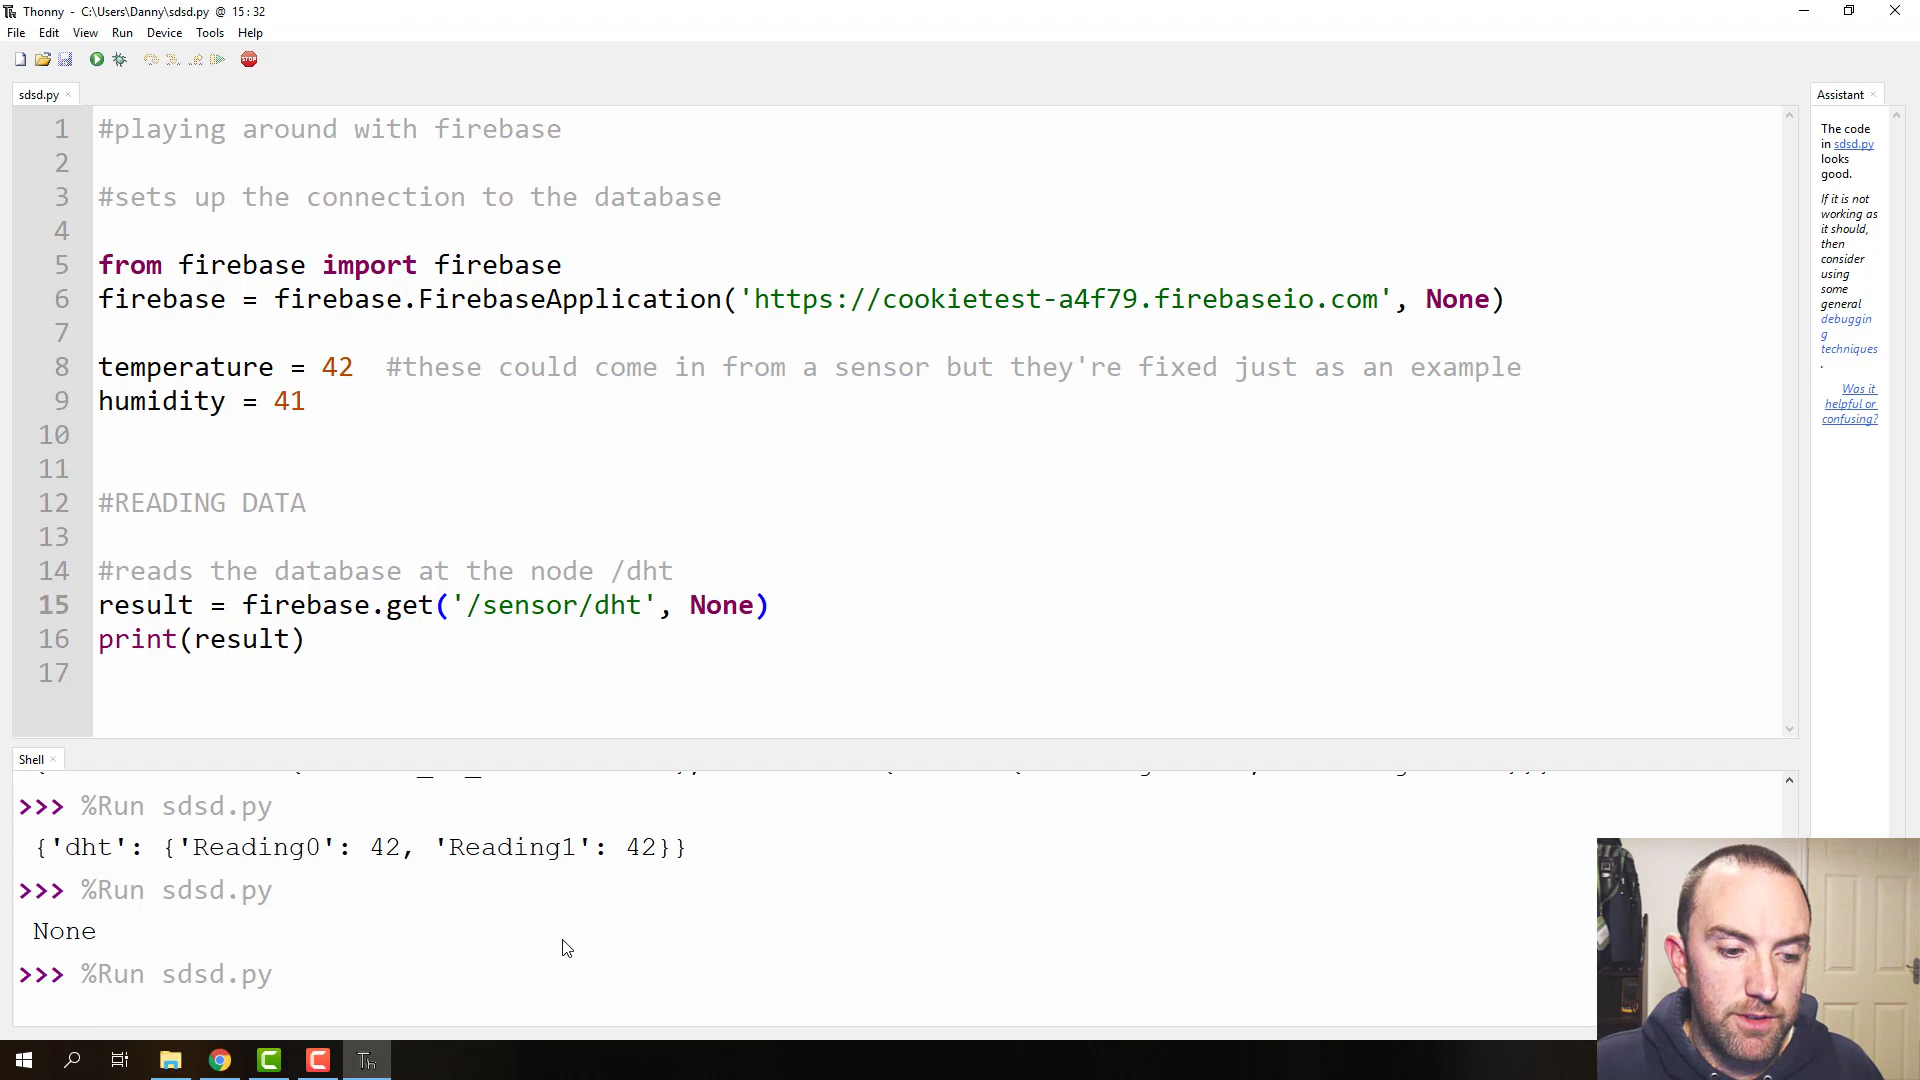 Thonny - C:\Users\Danny\sdsd.py @ 15:32
File Edit View Run Device Tools Help
STOP
sdsd.py
1 #playing around with firebase
2
3 #sets up the connection to the database
4
5 from firebase import firebase
6 firebase = firebase.FirebaseApplication('https://cookietest-a4f79.firebaseio.com', None)
7
8 temperature = 42  #these could come in from a sensor but they're fixed just as an example
9 humidity = 41
10
11
12 #READING DATA
13
14 #reads the database at the node /dht
15 result = firebase.get('/sensor/dht', None)
16 print(result)
17
Assistant
The code
in sdsd.py
looks
good.
If it is not
working as
it should,
then
consider
using
some
general
debuggin
g
techniques
.
Was it
helpful or
confusing?
Shell
>>> %Run sdsd.py
{'dht': {'Reading0': 42, 'Reading1': 42}}
>>> %Run sdsd.py
None
>>> %Run sdsd.py
Th